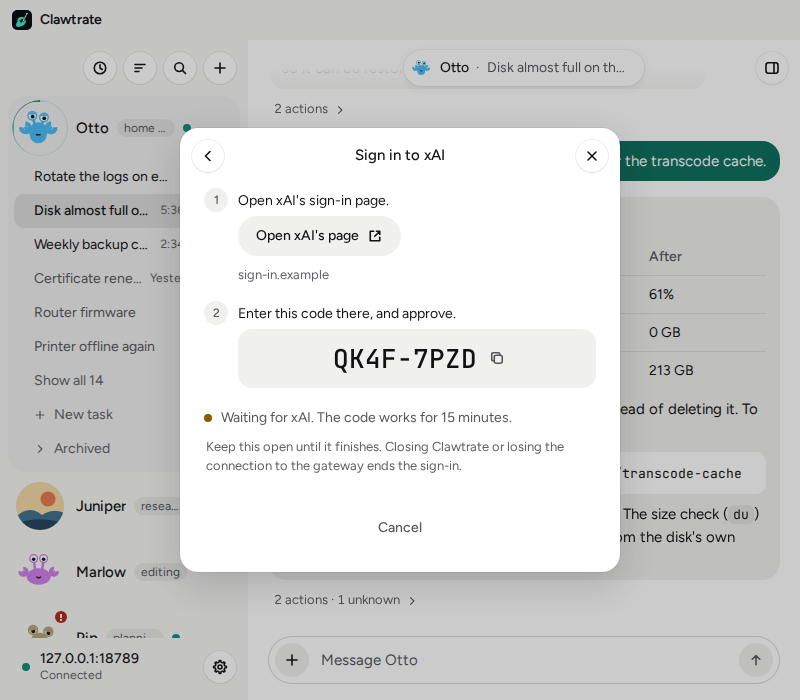 Clawtrate
Otto · Disk almost full on th...
2 actions
Otto home ...
Rotate the logs on e...
Disk almost full o... 5:36
Weekly backup c... 2:34
Certificate rene... Yeste
Router firmware
Printer offline again
Show all 14
New task
Archived
Juniper resea...
Marlow editing
Pip planni...
127.0.0.1:18789
Connected
the transcode cache.
After
61%
0 GB
213 GB
ead of deleting it. To
/transcode-cache
The size check ( du )
om the disk's own
2 actions · 1 unknown
Message Otto
Sign in to xAI
1 Open xAI's sign-in page.
Open xAI's page
sign-in.example
2 Enter this code there, and approve.
QK4F-7PZD
Waiting for xAI. The code works for 15 minutes.
Keep this open until it finishes. Closing Clawtrate or losing the
connection to the gateway ends the sign-in.
Cancel